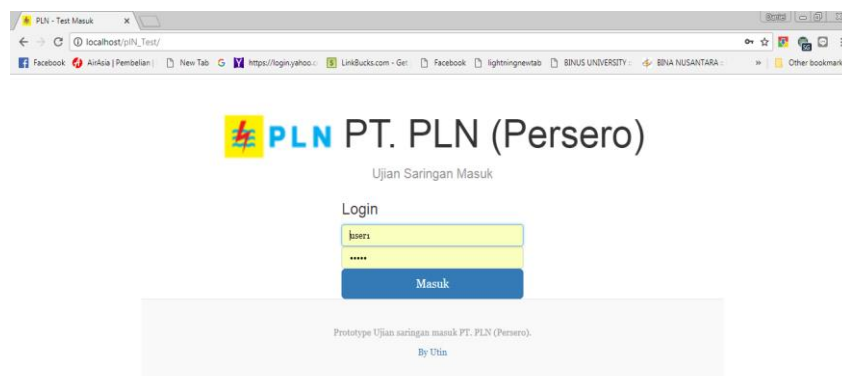 PLN - Test Masuk
localhost/plN_Test/
Facebook AirAsia | Pembelian New Tab https://login.yahoo.c LinkBucks.com - Get Facebook lightningnewtab BINUS UNIVERSITY : BINA NUSANTARA : » Other bookmark
PLN PT. PLN (Persero)
Ujian Saringan Masuk
Login
user1
•••••
Masuk
Prototype Ujian saringan masuk PT. PLN (Persero).
By Utin